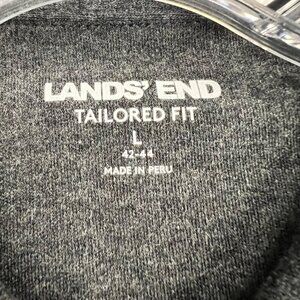 LANDS' END
TAILORED FIT
L
42-44
MADE IN PERU